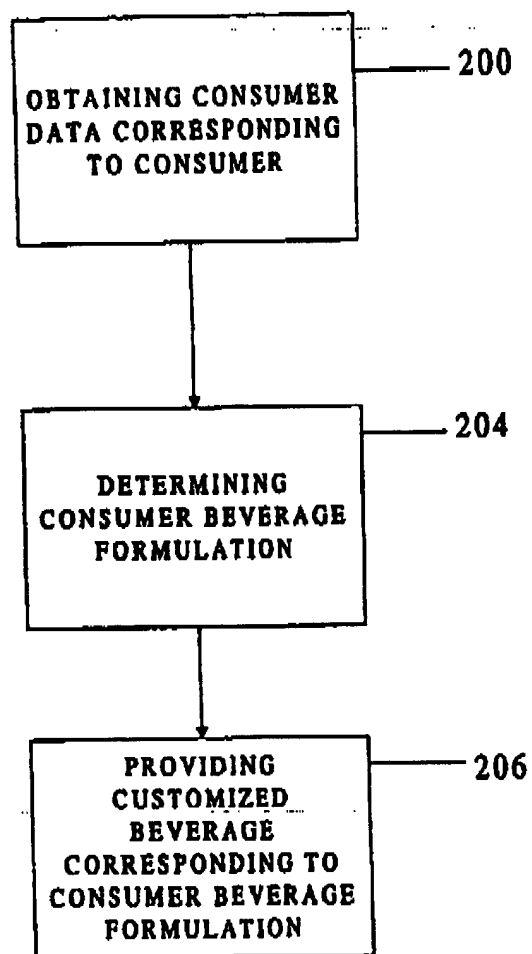 OBTAINING CONSUMER
DATA CORRESPONDING
TO CONSUMER
200
DETERMINING
CONSUMER BEVERAGE
FORMULATION
204
PROVIDING
CUSTOMIZED
BEVERAGE
CORRESPONDING TO
CONSUMER BEVERAGE
FORMULATION
206